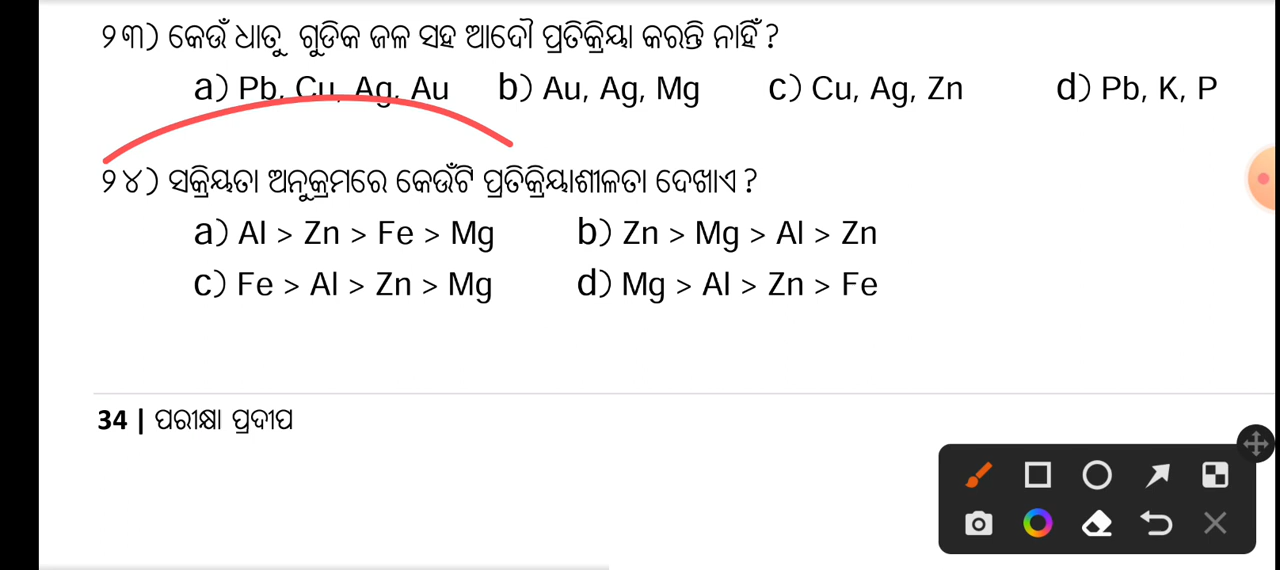 ୨୩) କେଉଁ ଧାତୁ ଗୁଡିକ ଜଳ ସହ ଆଦୌ ପ୍ରତିକ୍ରିୟା କରନ୍ତି ନାହିଁ ?
a) Pb, Cu, Ag, Au b) Au, Ag, Mg c) Cu, Ag, Zn d) Pb, K, P
୨୪) ସକ୍ରିୟତା ଅନୁକ୍ରମରେ କେଉଁଟି ପ୍ରତିକ୍ରିୟାଶୀଳତା ଦେଖାଏ ?
a) Al > Zn > Fe > Mg b) Zn > Mg > Al > Zn
c) Fe > Al > Zn > Mg d) Mg > Al > Zn > Fe
34 | ପରୀକ୍ଷା ପ୍ରଦୀପ